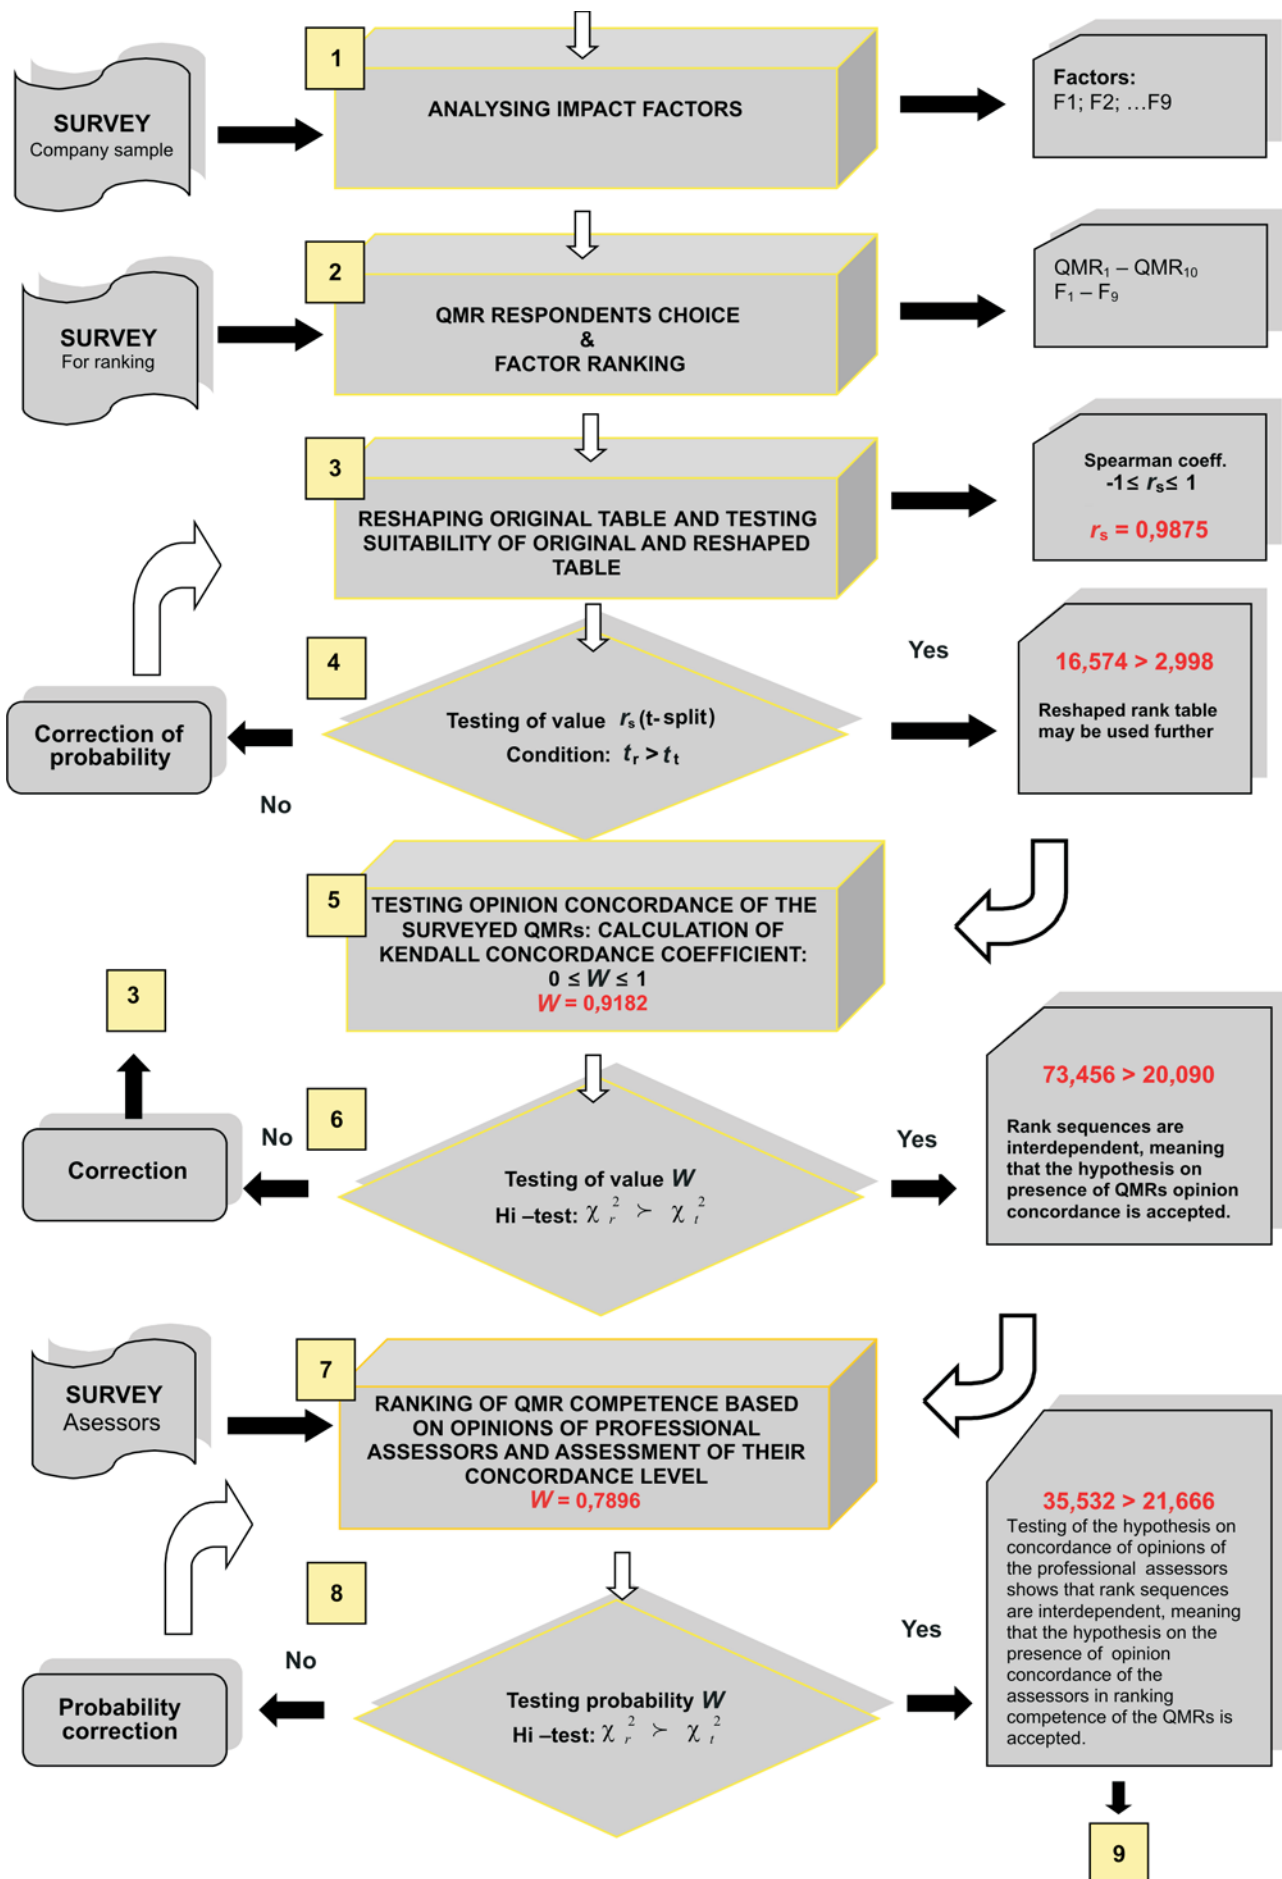 1
ANALYSING IMPACT FACTORS
SURVEY
Company sample
Factors:
F1; F2; …F9
2
QMR RESPONDENTS CHOICE
&
FACTOR RANKING
SURVEY
For ranking
QMR₁ – QMR₁₀
F₁ – F₉
3
RESHAPING ORIGINAL TABLE AND TESTING
SUITABILITY OF ORIGINAL AND RESHAPED
TABLE
Spearman coeff.
-1≤ rs≤ 1
rs = 0,9875
4
Testing of value rs (t- split)
Condition: tr > tt
Yes
16,574 > 2,998
Reshaped rank table
may be used further
No
Correction of
probability
5
TESTING OPINION CONCORDANCE OF THE
SURVEYED QMRs: CALCULATION OF
KENDALL CONCORDANCE COEFFICIENT:
0 ≤ W ≤ 1
W = 0,9182
3
Correction
No
6
Testing of value W
Hi –test: χr² ≻ χt²
Yes
73,456 > 20,090
Rank sequences are
interdependent, meaning
that the hypothesis on
presence of QMRs opinion
concordance is accepted.
SURVEY
Asessors
7
RANKING OF QMR COMPETENCE BASED
ON OPINIONS OF PROFESSIONAL
ASSESSORS AND ASSESSMENT OF THEIR
CONCORDANCE LEVEL
W = 0,7896
8
Testing probability W
Hi –test: χr² ≻ χt²
No
Probability
correction
Yes
35,532 > 21,666
Testing of the hypothesis on
concordance of opinions of
the professional assessors
shows that rank sequences
are interdependent, meaning
that the hypothesis on the
presence of opinion
concordance of the
assessors in ranking
competence of the QMRs is
accepted.
9